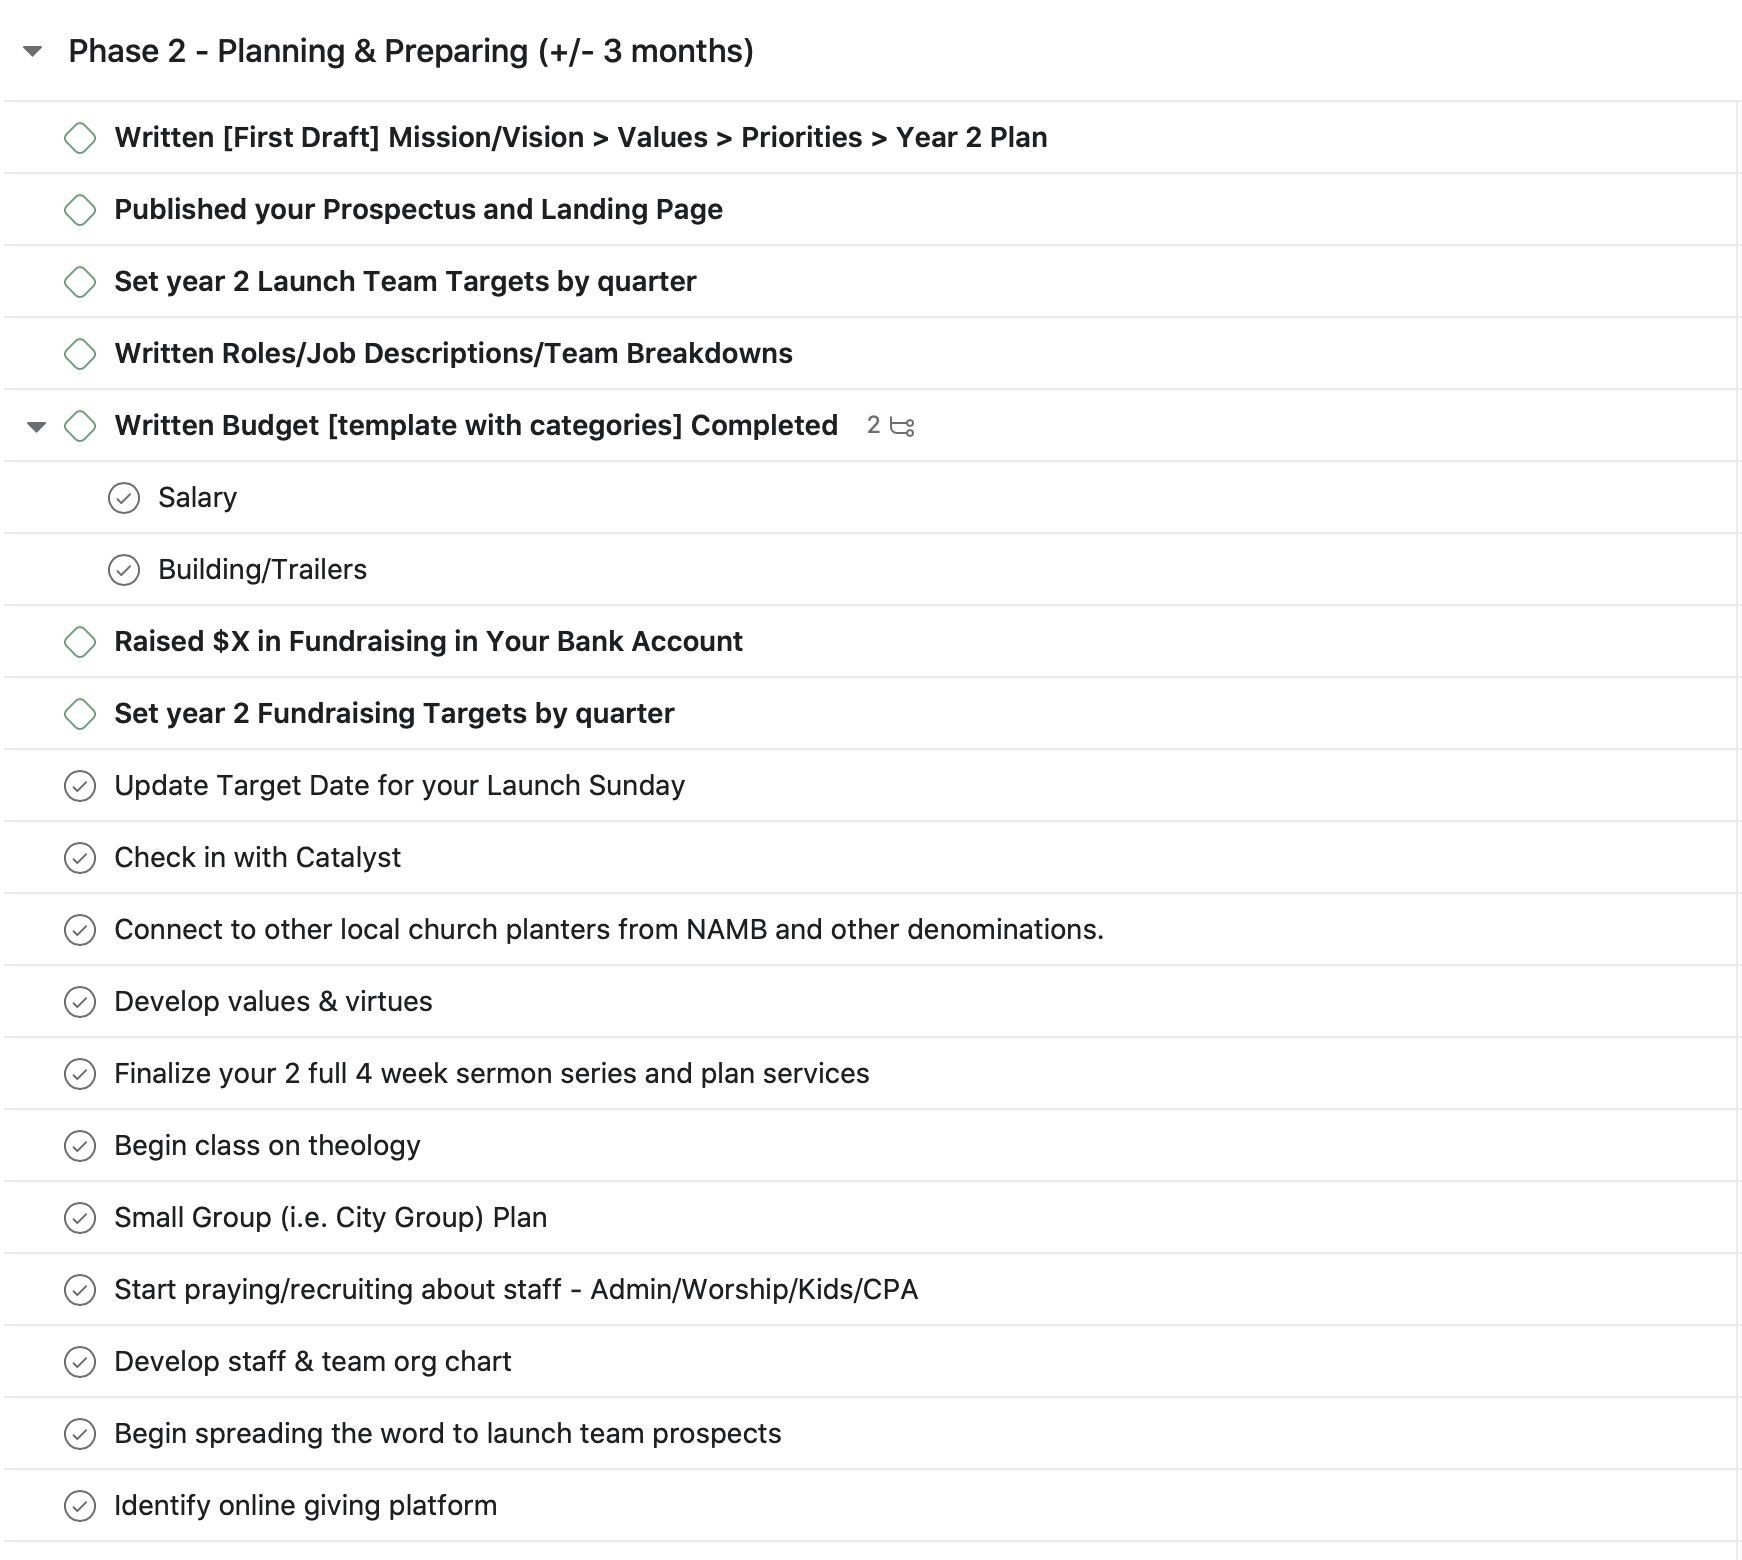 Phase 2 - Planning & Preparing (+/- 3 months)
Written [First Draft] Mission/Vision > Values > Priorities > Year 2 Plan
Published your Prospectus and Landing Page
Set year 2 Launch Team Targets by quarter
Written Roles/Job Descriptions/Team Breakdowns
Written Budget [template with categories] Completed 2
Salary
Building/Trailers
Raised $X in Fundraising in Your Bank Account
Set year 2 Fundraising Targets by quarter
Update Target Date for your Launch Sunday
Check in with Catalyst
Connect to other local church planters from NAMB and other denominations.
Develop values & virtues
Finalize your 2 full 4 week sermon series and plan services
Begin class on theology
Small Group (i.e. City Group) Plan
Start praying/recruiting about staff - Admin/Worship/Kids/CPA
Develop staff & team org chart
Begin spreading the word to launch team prospects
Identify online giving platform